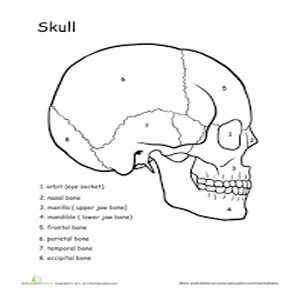 Skull
6
5
1
2
7
8
3
4
1. orbit (eye socket)
2. nasal bone
3. maxilla ( upper jaw bone)
4. mandible ( lower jaw bone)
5. frontal bone
6. parietal bone
7. temporal bone
8. occipital bone